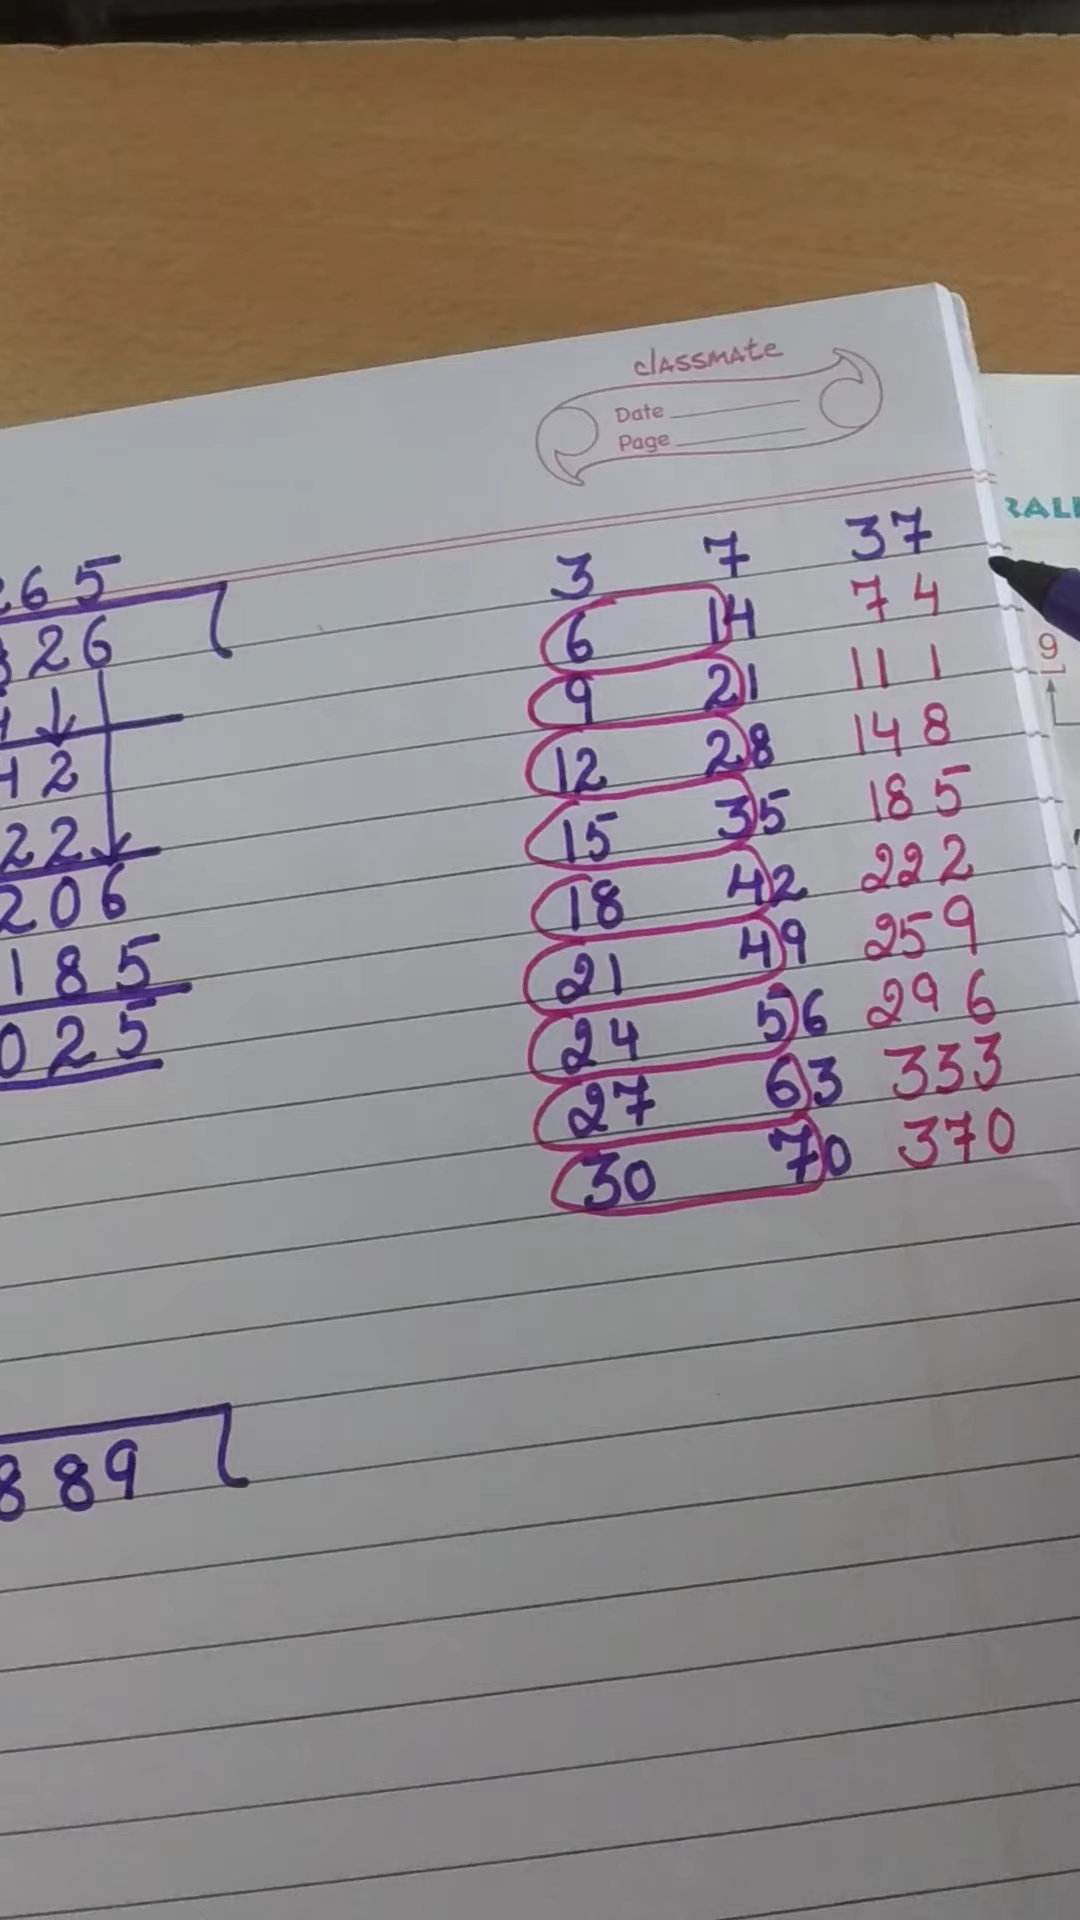 classmate
Date
Page
65
26
42
22
206
185
025
889
3 7 37
6 14 74
9 21 111
12 28 148
15 35 185
18 42 222
21 49 259
24 56 296
27 63 333
30 70 370
9